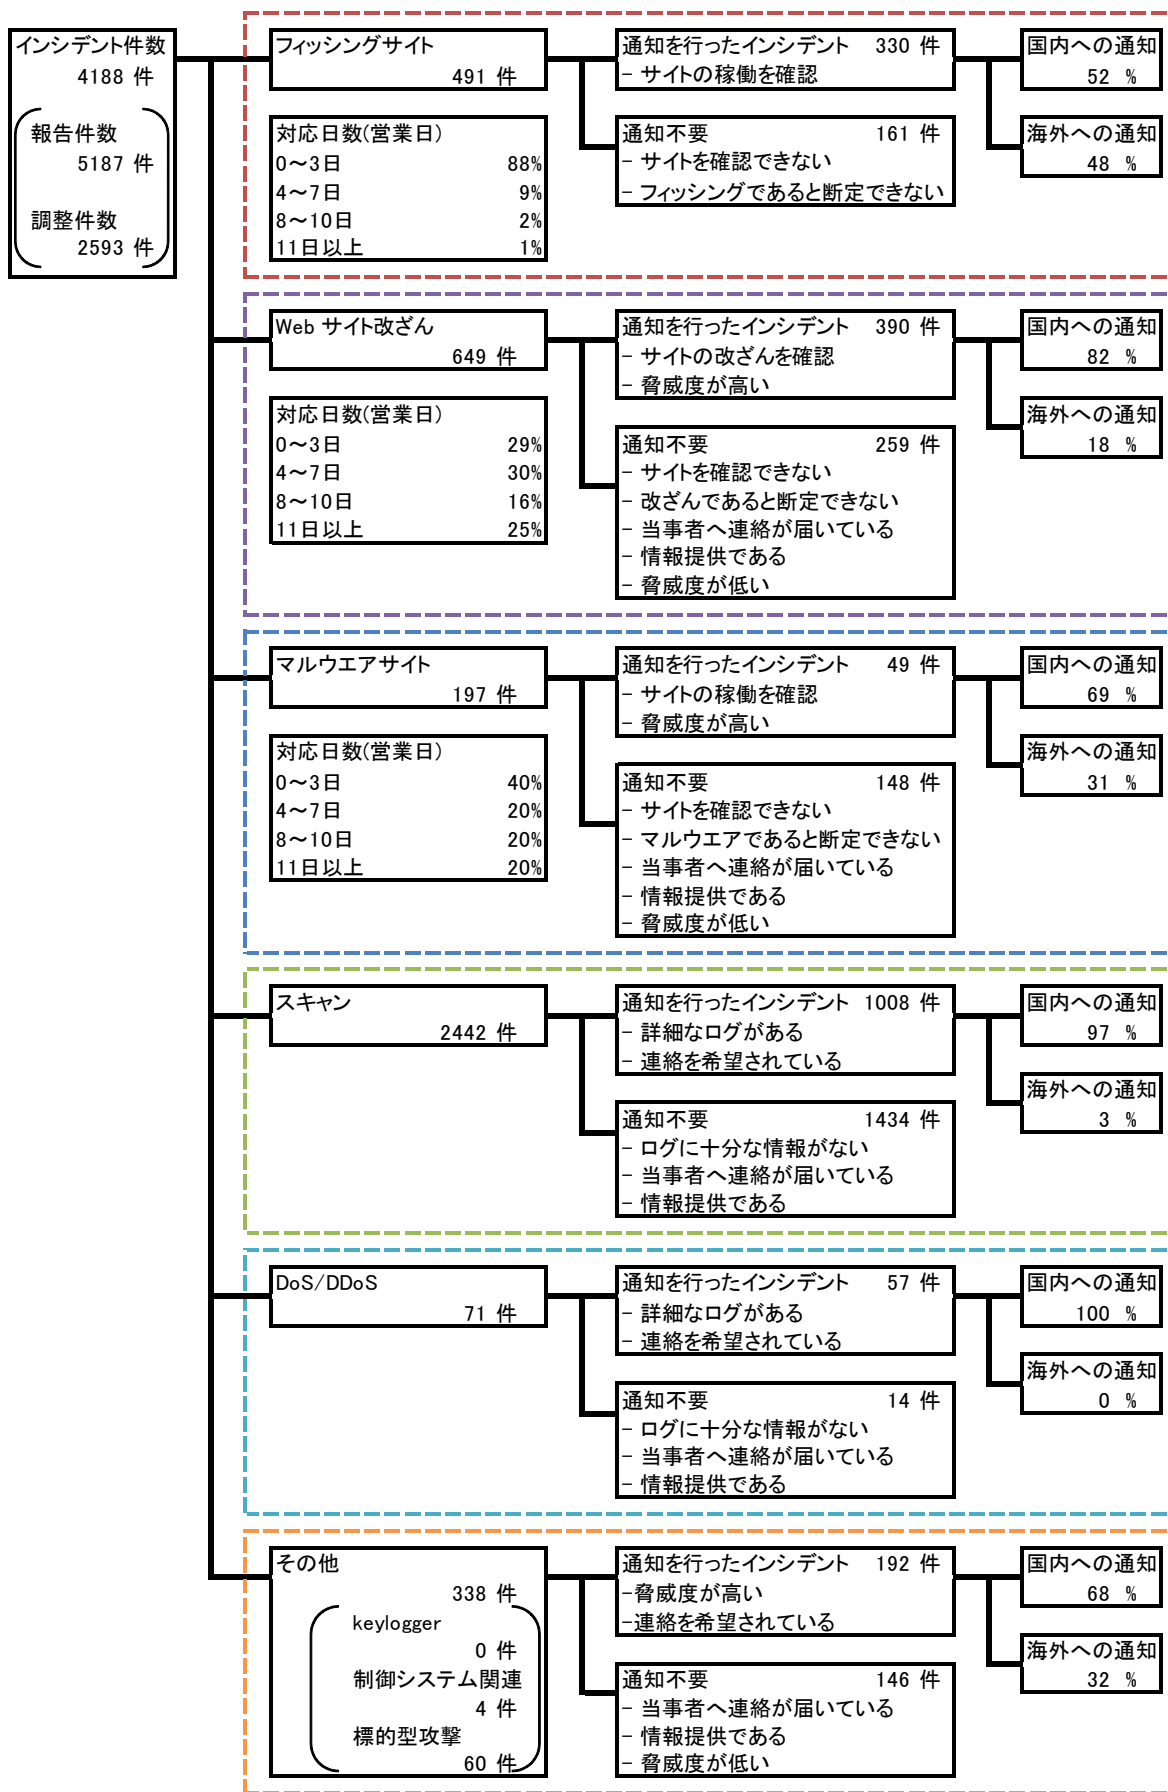 インシデント件数
4188 件
報告件数
5187 件
調整件数
2593 件
フィッシングサイト
491 件
対応日数(営業日)
0～3日 88%
4～7日 9%
8～10日 2%
11日以上 1%
通知を行ったインシデント 330 件
- サイトの稼働を確認
通知不要 161 件
- サイトを確認できない
- フィッシングであると断定できない
国内への通知
52 %
海外への通知
48 %
Web サイト改ざん
649 件
対応日数(営業日)
0～3日 29%
4～7日 30%
8～10日 16%
11日以上 25%
通知を行ったインシデント 390 件
- サイトの改ざんを確認
- 脅威度が高い
通知不要 259 件
- サイトを確認できない
- 改ざんであると断定できない
- 当事者へ連絡が届いている
- 情報提供である
- 脅威度が低い
国内への通知
82 %
海外への通知
18 %
マルウエアサイト
197 件
対応日数(営業日)
0～3日 40%
4～7日 20%
8～10日 20%
11日以上 20%
通知を行ったインシデント 49 件
- サイトの稼働を確認
- 脅威度が高い
通知不要 148 件
- サイトを確認できない
- マルウエアであると断定できない
- 当事者へ連絡が届いている
- 情報提供である
- 脅威度が低い
国内への通知
69 %
海外への通知
31 %
スキャン
2442 件
通知を行ったインシデント 1008 件
- 詳細なログがある
- 連絡を希望されている
通知不要 1434 件
- ログに十分な情報がない
- 当事者へ連絡が届いている
- 情報提供である
国内への通知
97 %
海外への通知
3 %
DoS/DDoS
71 件
通知を行ったインシデント 57 件
- 詳細なログがある
- 連絡を希望されている
通知不要 14 件
- ログに十分な情報がない
- 当事者へ連絡が届いている
- 情報提供である
国内への通知
100 %
海外への通知
0 %
その他
338 件
keylogger
0 件
制御システム関連
4 件
標的型攻撃
60 件
通知を行ったインシデント 192 件
-脅威度が高い
-連絡を希望されている
通知不要 146 件
- 当事者へ連絡が届いている
- 情報提供である
- 脅威度が低い
国内への通知
68 %
海外への通知
32 %